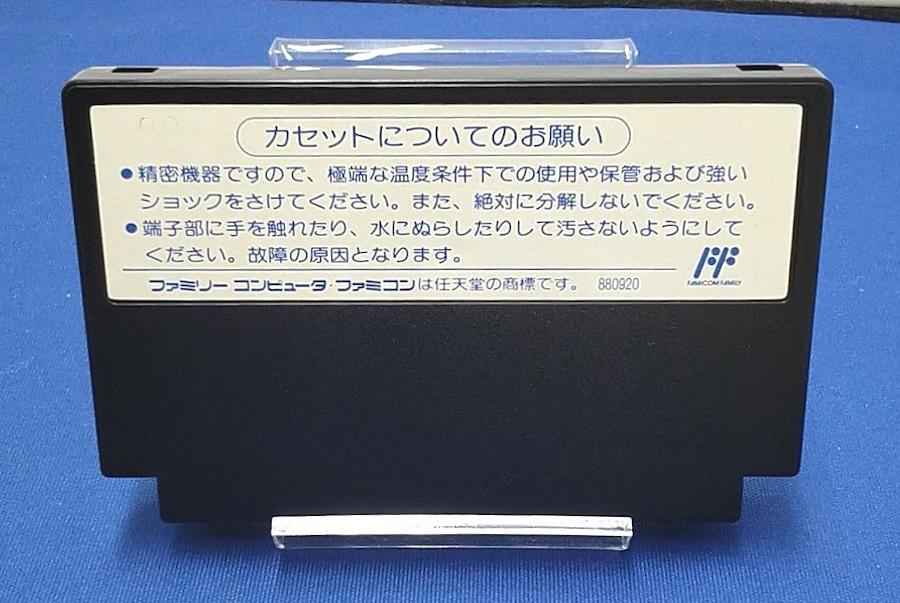 カセットについてのお願い
●精密機器ですので、極端な温度条件下での使用や保管および強い
ショックをさけてください。また、絶対に分解しないでください。
●端子部に手を触れたり、水にぬらしたりして汚さないようにして
ください。故障の原因となります。
ファミリー コンピュータ・ファミコンは任天堂の商標です。 880920
FAMICOM FAMILY